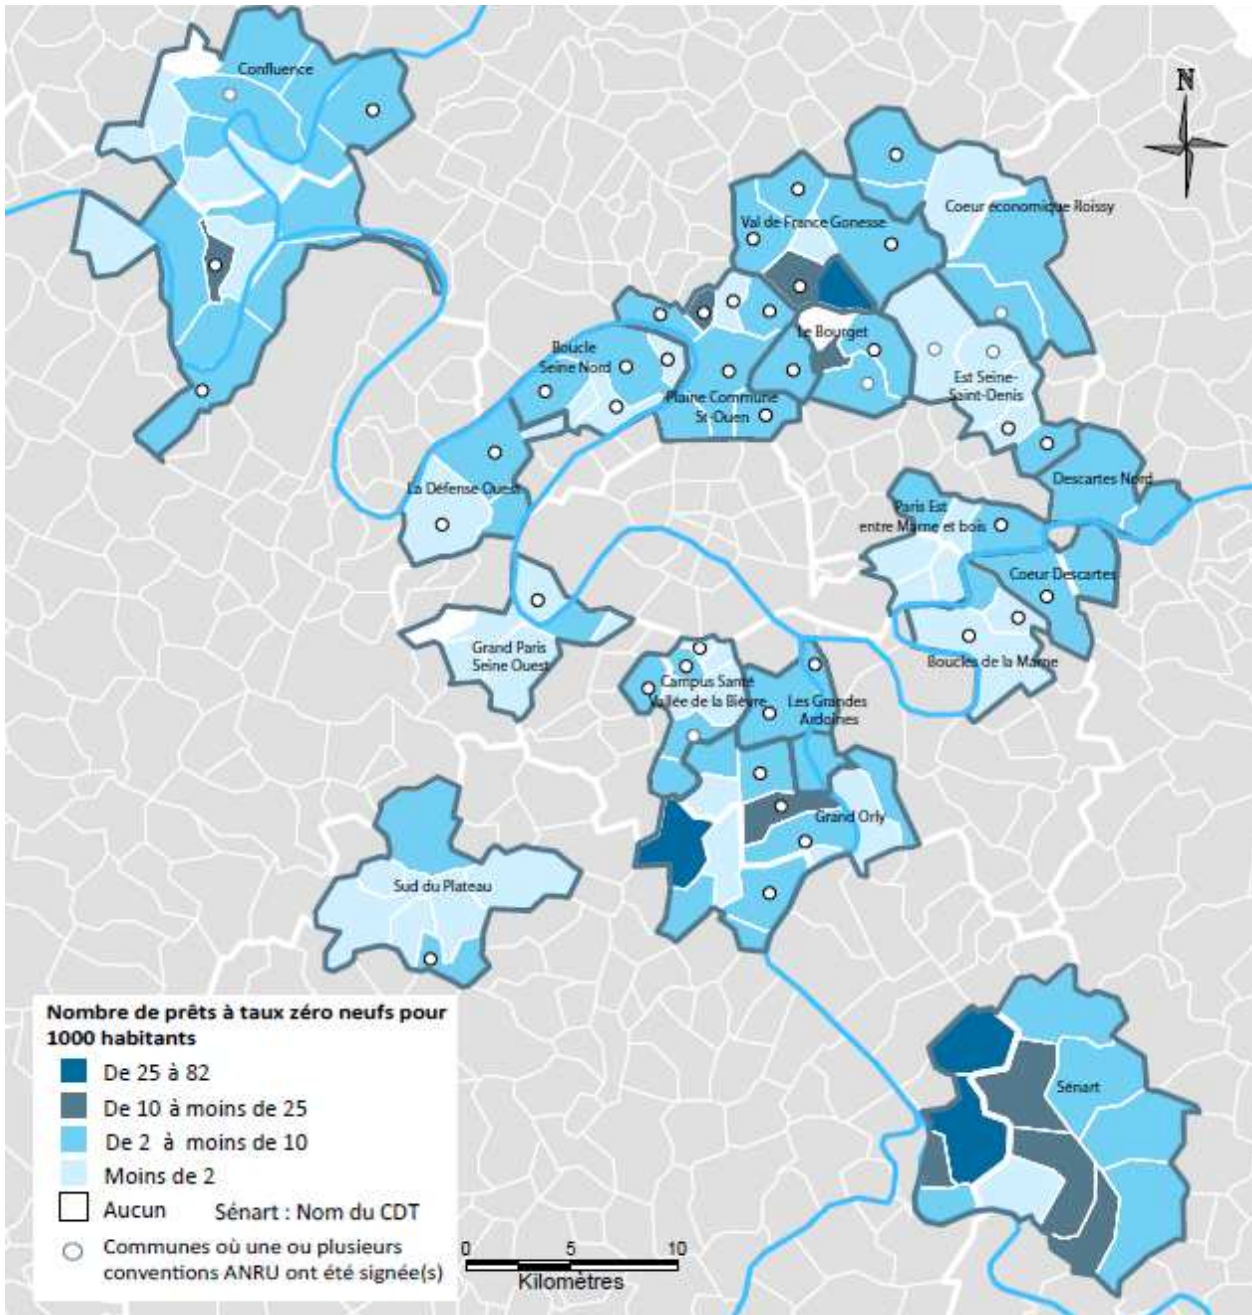 Confluence
N
Coeur économique Roissy
Val de France Gonesse
Le Bourget
Boucle
Seine Nord
Est Seine-
Saint-Denis
Plaine Commune
St-Ouen
La Défense Ouest
Descartes Nord
Paris Est
entre Marne et bois
Coeur Descartes
Grand Paris
Seine Ouest
Boucles de la Marne
Campus Santé
Vallée de la Bièvre
Les Grandes
Ardoines
Grand Orly
Sud du Plateau
Sénart
Nombre de prêts à taux zéro neufs pour
1000 habitants
De 25 à 82
De 10 à moins de 25
De 2 à moins de 10
Moins de 2
Aucun Sénart : Nom du CDT
Communes où une ou plusieurs
conventions ANRU ont été signée(s)
0 5 10
Kilomètres